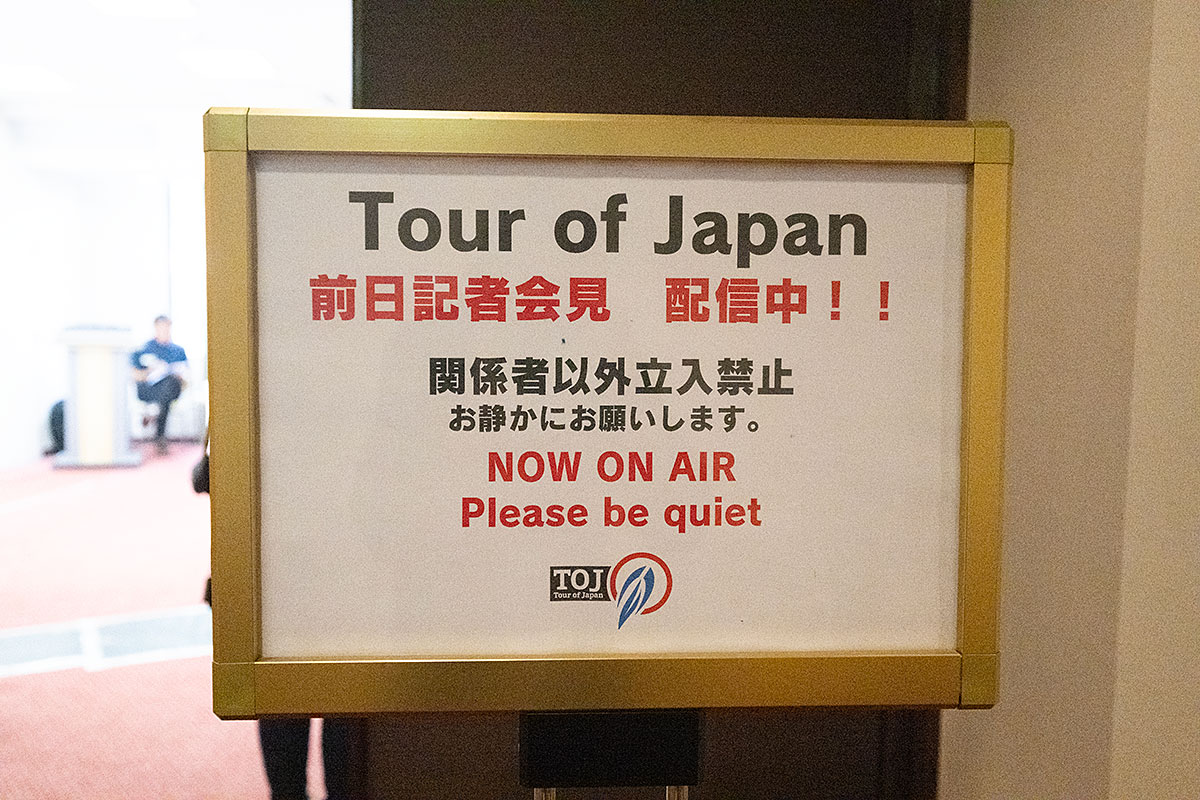 Tour of Japan
前日記者会見　配信中！！
関係者以外立入禁止
お静かにお願いします。
NOW ON AIR
Please be quiet
TOJ
Tour of Japan